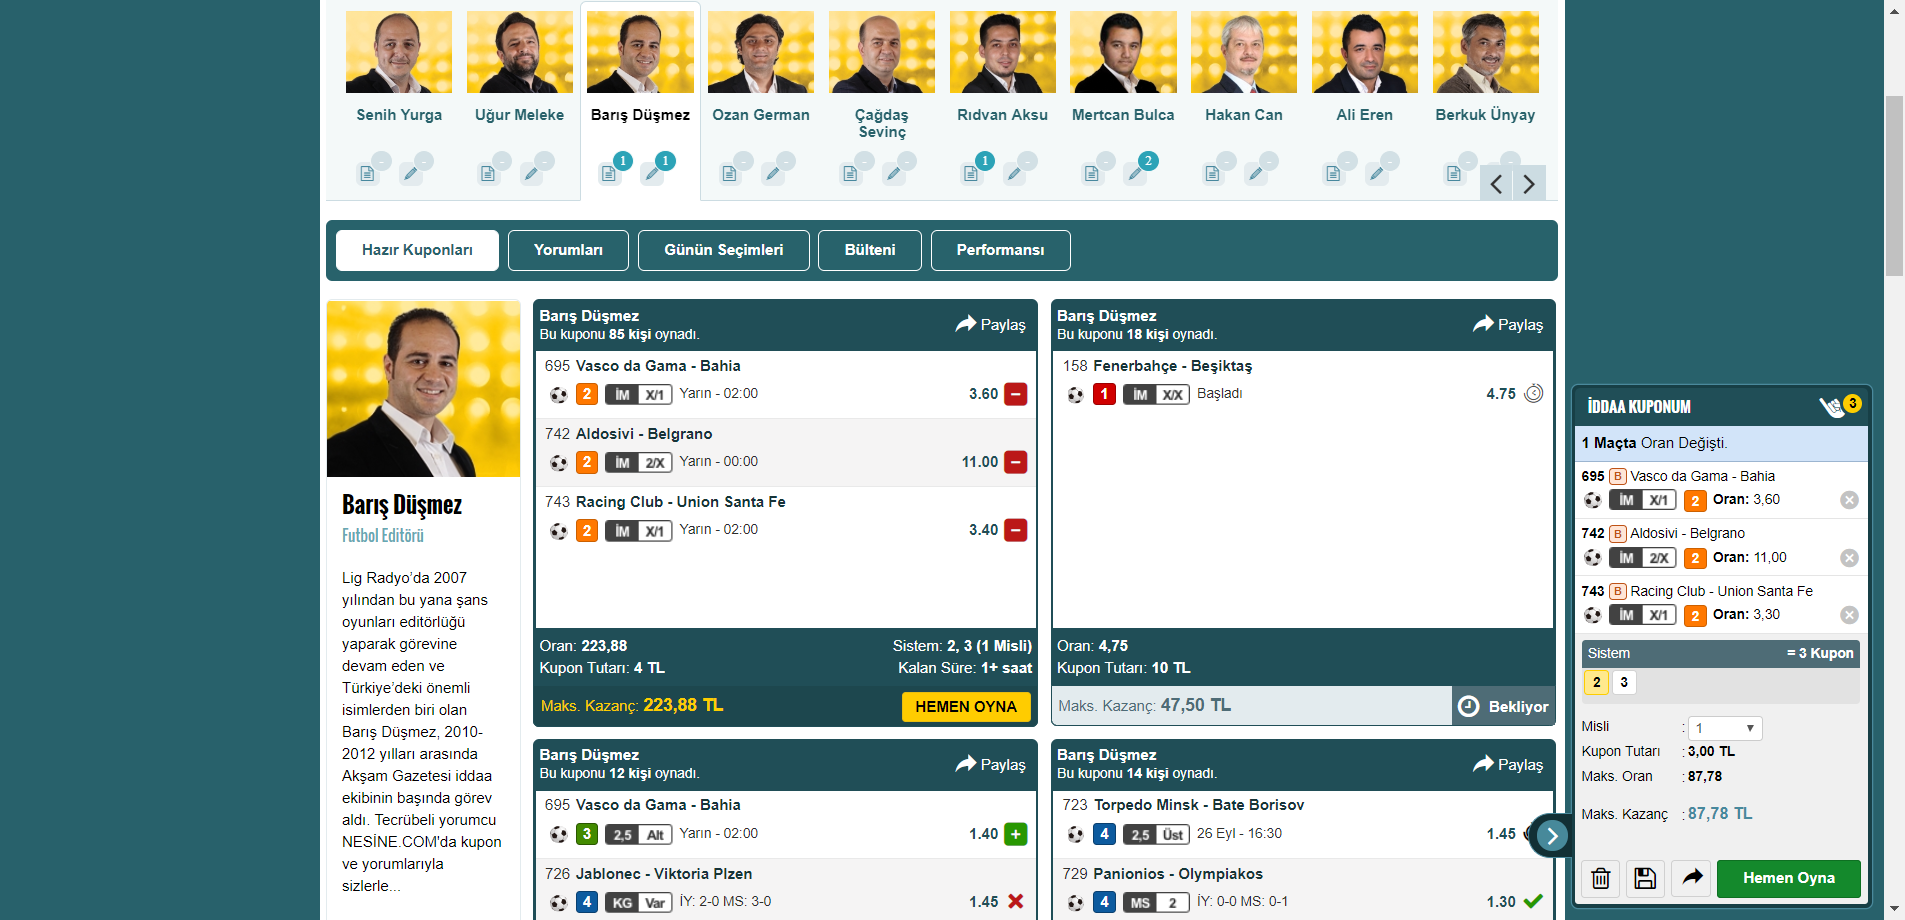 Senih Yurga
Uğur Meleke
Barış Düşmez
Ozan German
Çağdaş
Sevinç
Rıdvan Aksu
Mertcan Bulca
Hakan Can
Ali Eren
Berkuk Ünyay
- - - - 1 1 - - - - 1 - - 2 - - - - - -
Hazır Kuponları
Yorumları
Günün Seçimleri
Bülteni
Performansı
Barış Düşmez
Futbol Editörü
Lig Radyo’da 2007
yılından bu yana şans
oyunları editörlüğü
yaparak görevine
devam eden ve
Türkiye’deki önemli
isimlerden biri olan
Barış Düşmez, 2010-
2012 yılları arasında
Akşam Gazetesi iddaa
ekibinin başında görev
aldı. Tecrübeli yorumcu
NESİNE.COM'da kupon
ve yorumlarıyla
sizlerle...
Barış Düşmez
Bu kuponu 85 kişi oynadı.
Paylaş
695 Vasco da Gama - Bahia
2 İM X/1 Yarın - 02:00 3.60
742 Aldosivi - Belgrano
2 İM 2/X Yarın - 00:00 11.00
743 Racing Club - Union Santa Fe
2 İM X/1 Yarın - 02:00 3.40
Oran: 223,88 Sistem: 2, 3 (1 Misli)
Kupon Tutarı: 4 TL Kalan Süre: 1+ saat
Maks. Kazanç: 223,88 TL HEMEN OYNA
Barış Düşmez
Bu kuponu 18 kişi oynadı.
Paylaş
158 Fenerbahçe - Beşiktaş
1 İM X/X Başladı 4.75
Oran: 4,75
Kupon Tutarı: 10 TL
Maks. Kazanç: 47,50 TL Bekliyor
Barış Düşmez
Bu kuponu 12 kişi oynadı.
Paylaş
695 Vasco da Gama - Bahia
3 2,5 Alt Yarın - 02:00 1.40
726 Jablonec - Viktoria Plzen
4 KG Var İY: 2-0 MS: 3-0 1.45
Barış Düşmez
Bu kuponu 14 kişi oynadı.
Paylaş
723 Torpedo Minsk - Bate Borisov
4 2,5 Üst 26 Eyl - 16:30 1.45
729 Panionios - Olympiakos
4 MS 2 İY: 0-0 MS: 0-1 1.30
İDDAA KUPONUM 3
1 Maçta Oran Değişti.
695 B Vasco da Gama - Bahia
İM X/1 2 Oran: 3,60
742 B Aldosivi - Belgrano
İM 2/X 2 Oran: 11,00
743 B Racing Club - Union Santa Fe
İM X/1 2 Oran: 3,30
Sistem = 3 Kupon
2 3
Misli : 1
Kupon Tutarı : 3,00 TL
Maks. Oran : 87,78
Maks. Kazanç : 87,78 TL
Hemen Oyna